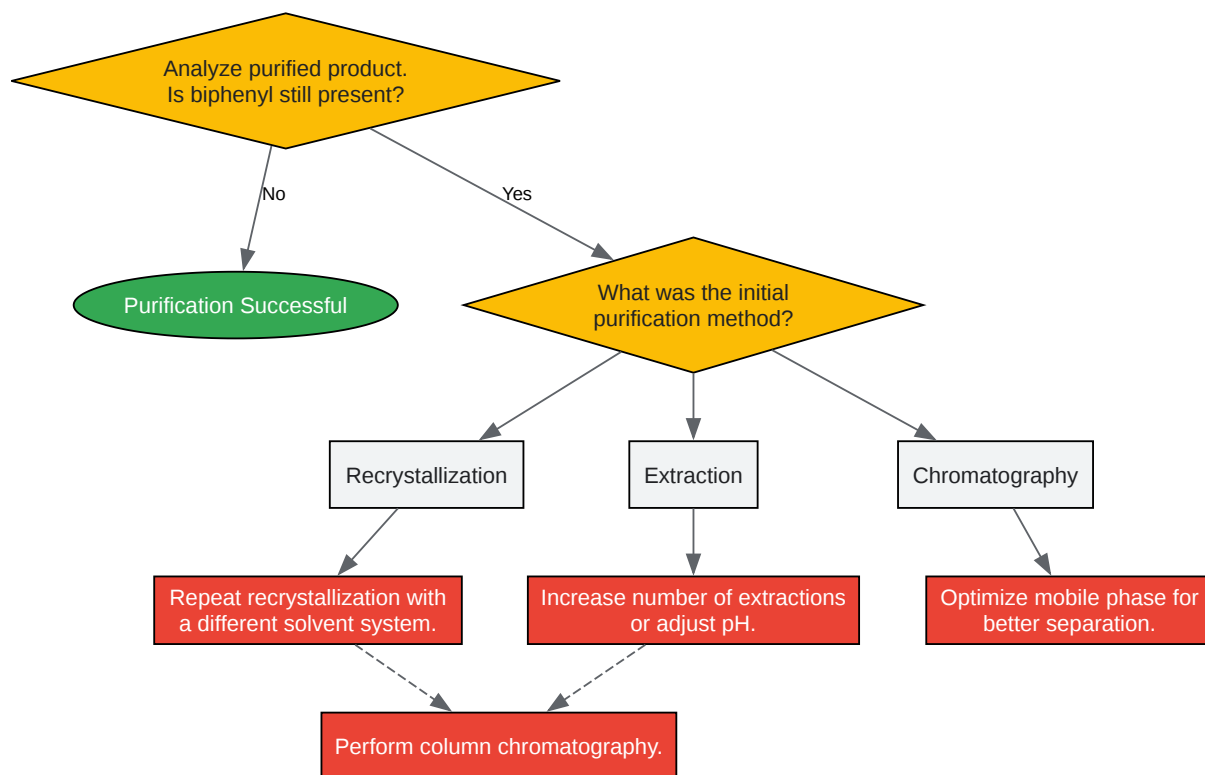 Analyze purified product.
Is biphenyl still present?
No
Yes
Purification Successful
What was the initial
purification method?
Recrystallization
Extraction
Chromatography
Repeat recrystallization with
a different solvent system.
Increase number of extractions
or adjust pH.
Optimize mobile phase for
better separation.
Perform column chromatography.